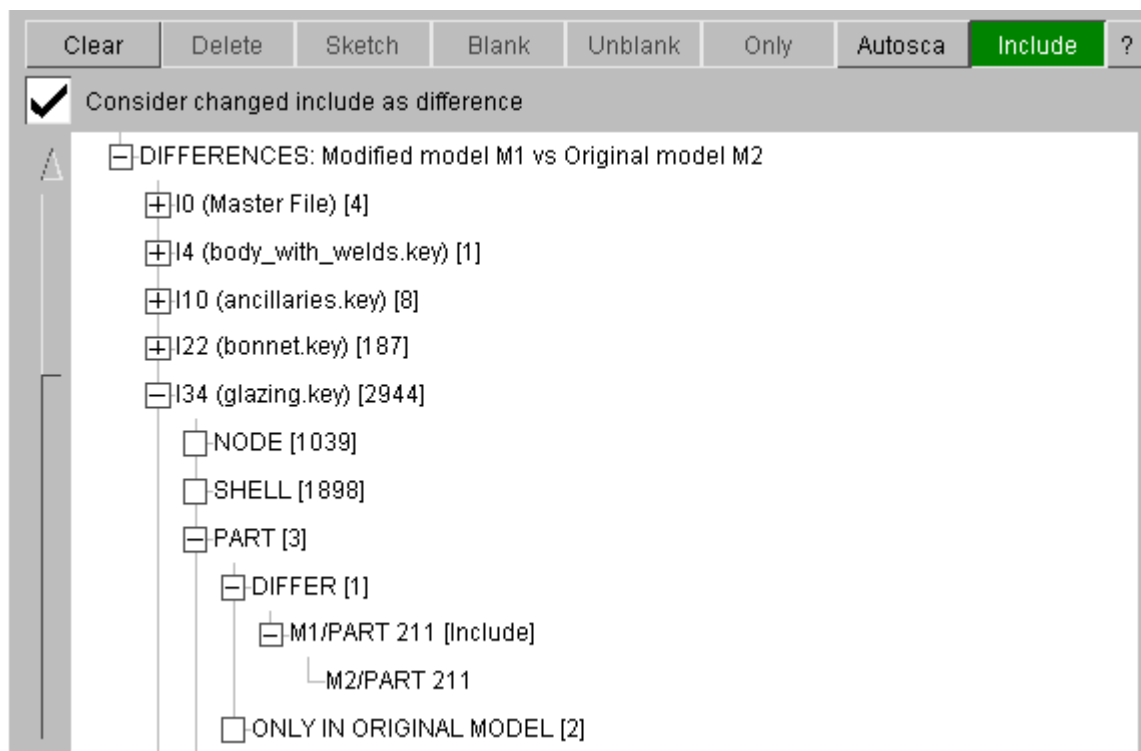 Clear Delete Sketch Blank Unblank Only Autosca Include ?
Consider changed include as difference
DIFFERENCES: Modified model M1 vs Original model M2
I0 (Master File) [4]
I4 (body_with_welds.key) [1]
I10 (ancillaries.key) [8]
I22 (bonnet.key) [187]
I34 (glazing.key) [2944]
NODE [1039]
SHELL [1898]
PART [3]
DIFFER [1]
M1/PART 211 [Include]
M2/PART 211
ONLY IN ORIGINAL MODEL [2]